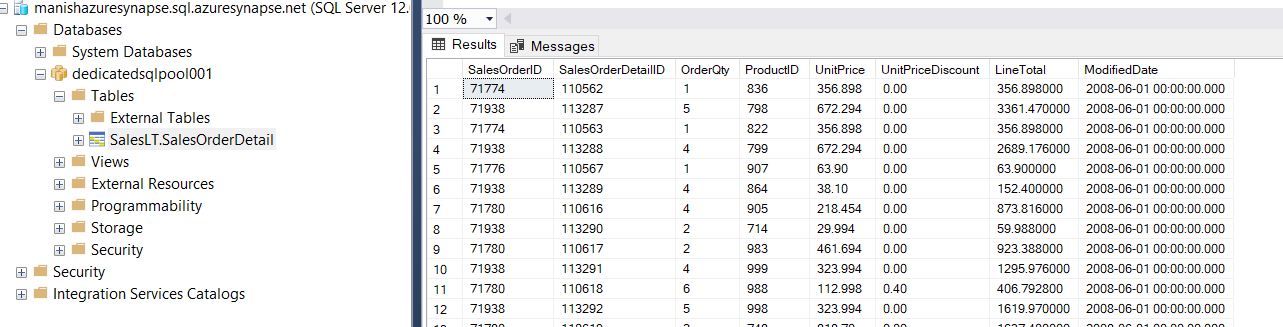 manishazuresynapse.sql.azuresynapse.net (SQL Server 12.
Databases
System Databases
dedicatedsqlpool001
Tables
External Tables
SalesLT.SalesOrderDetail
Views
External Resources
Programmability
Storage
Security
Security
Integration Services Catalogs
100 %
Results Messages
SalesOrderID SalesOrderDetailID OrderQty ProductID UnitPrice UnitPriceDiscount LineTotal ModifiedDate
1 71774 110562 1 836 356.898 0.00 356.898000 2008-06-01 00:00:00.000
2 71938 113287 5 798 672.294 0.00 3361.470000 2008-06-01 00:00:00.000
3 71774 110563 1 822 356.898 0.00 356.898000 2008-06-01 00:00:00.000
4 71938 113288 4 799 672.294 0.00 2689.176000 2008-06-01 00:00:00.000
5 71776 110567 1 907 63.90 0.00 63.900000 2008-06-01 00:00:00.000
6 71938 113289 4 864 38.10 0.00 152.400000 2008-06-01 00:00:00.000
7 71780 110616 4 905 218.454 0.00 873.816000 2008-06-01 00:00:00.000
8 71938 113290 2 714 29.994 0.00 59.988000 2008-06-01 00:00:00.000
9 71780 110617 2 983 461.694 0.00 923.388000 2008-06-01 00:00:00.000
10 71938 113291 4 999 323.994 0.00 1295.976000 2008-06-01 00:00:00.000
11 71780 110618 6 988 112.998 0.40 406.792800 2008-06-01 00:00:00.000
12 71938 113292 5 998 323.994 0.00 1619.970000 2008-06-01 00:00:00.000